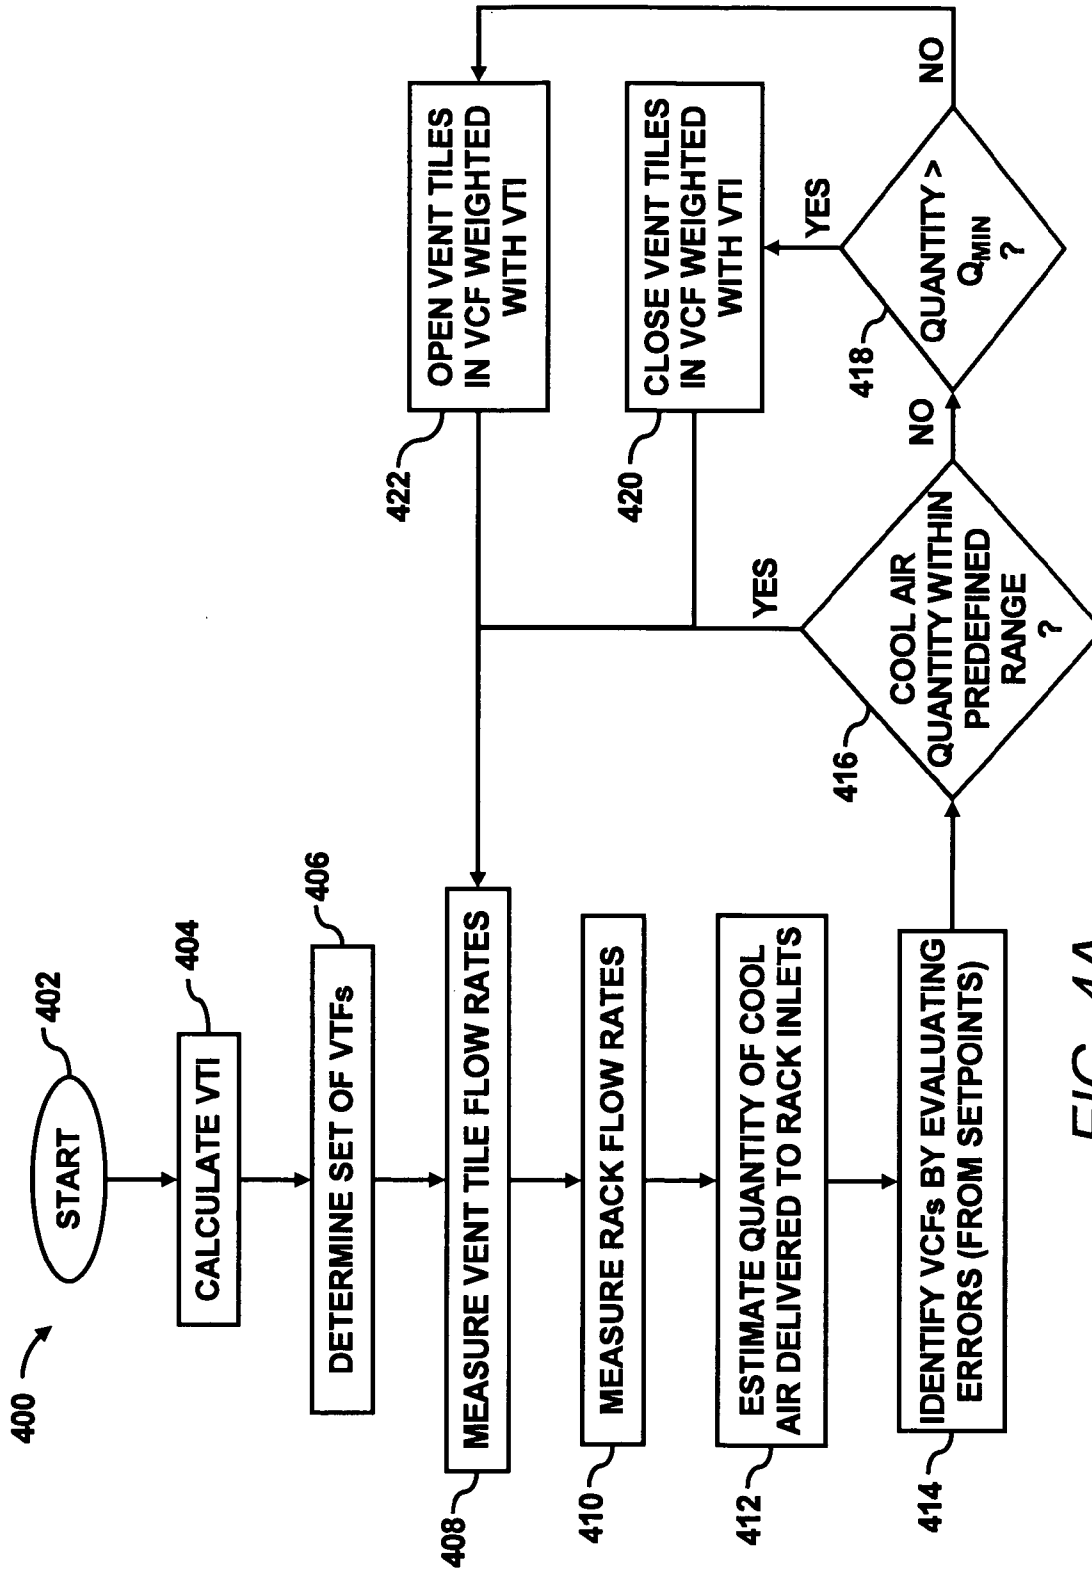 400
402
START
404
CALCULATE VTI
406
DETERMINE SET OF VTFs
408
MEASURE VENT TILE FLOW RATES
410
MEASURE RACK FLOW RATES
412
ESTIMATE QUANTITY OF COOL
AIR DELIVERED TO RACK INLETS
414
IDENTIFY VCFs BY EVALUATING
ERRORS (FROM SETPOINTS)
416
COOL AIR
QUANTITY WITHIN
PREDEFINED
RANGE
?
YES
NO
418
QUANTITY >
QMIN
?
YES
NO
420
CLOSE VENT TILES
IN VCF WEIGHTED
WITH VTI
422
OPEN VENT TILES
IN VCF WEIGHTED
WITH VTI
FIG. 4A